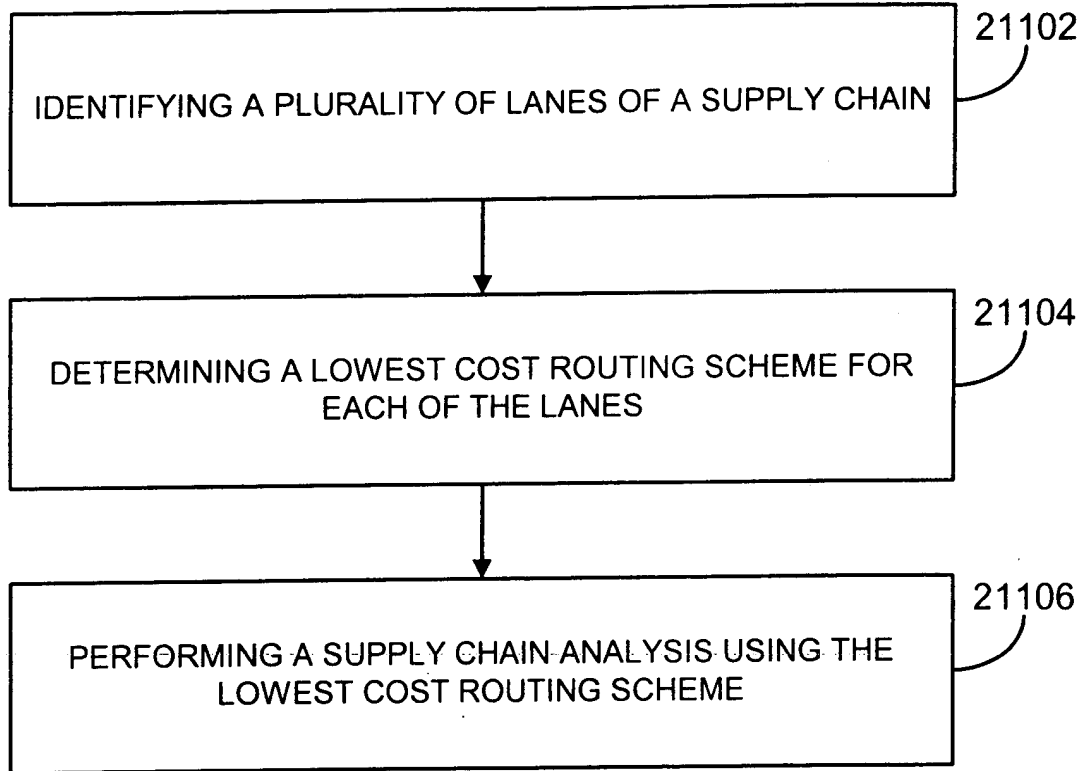 21102
IDENTIFYING A PLURALITY OF LANES OF A SUPPLY CHAIN
21104
DETERMINING A LOWEST COST ROUTING SCHEME FOR
EACH OF THE LANES
21106
PERFORMING A SUPPLY CHAIN ANALYSIS USING THE
LOWEST COST ROUTING SCHEME